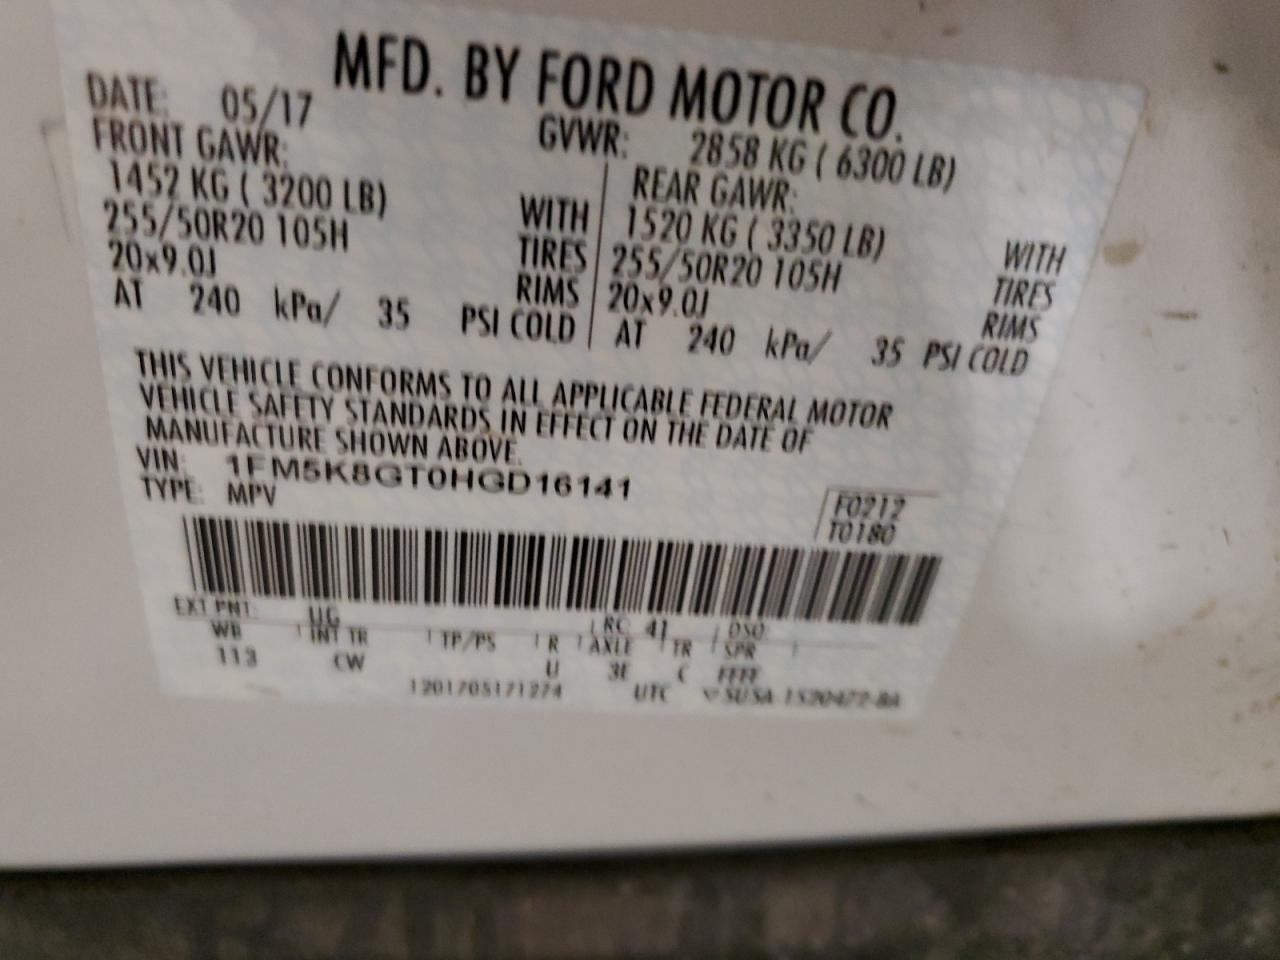 MFD. BY FORD MOTOR CO.
DATE: 05/17 GVWR: 2858 KG ( 6300 LB)
FRONT GAWR: REAR GAWR:
1452 KG ( 3200 LB) WITH 1520 KG ( 3350 LB) WITH
255/50R20 105H TIRES 255/50R20 105H TIRES
20x9.0J RIMS 20x9.0J RIMS
AT 240 kPa/ 35 PSI COLD AT 240 kPa/ 35 PSI COLD
THIS VEHICLE CONFORMS TO ALL APPLICABLE FEDERAL MOTOR
VEHICLE SAFETY STANDARDS IN EFFECT ON THE DATE OF
MANUFACTURE SHOWN ABOVE.
VIN: 1FM5K8GT0HGD16141
TYPE: MPV
F0212
T0180
EXT PNT: UG RC: 41 DSO:
WB INT TR TP/PS R AXLE TR SPR
113 CW U 3E C FFFF
1201705171274 UTC ▽SU5A-1520472-BA